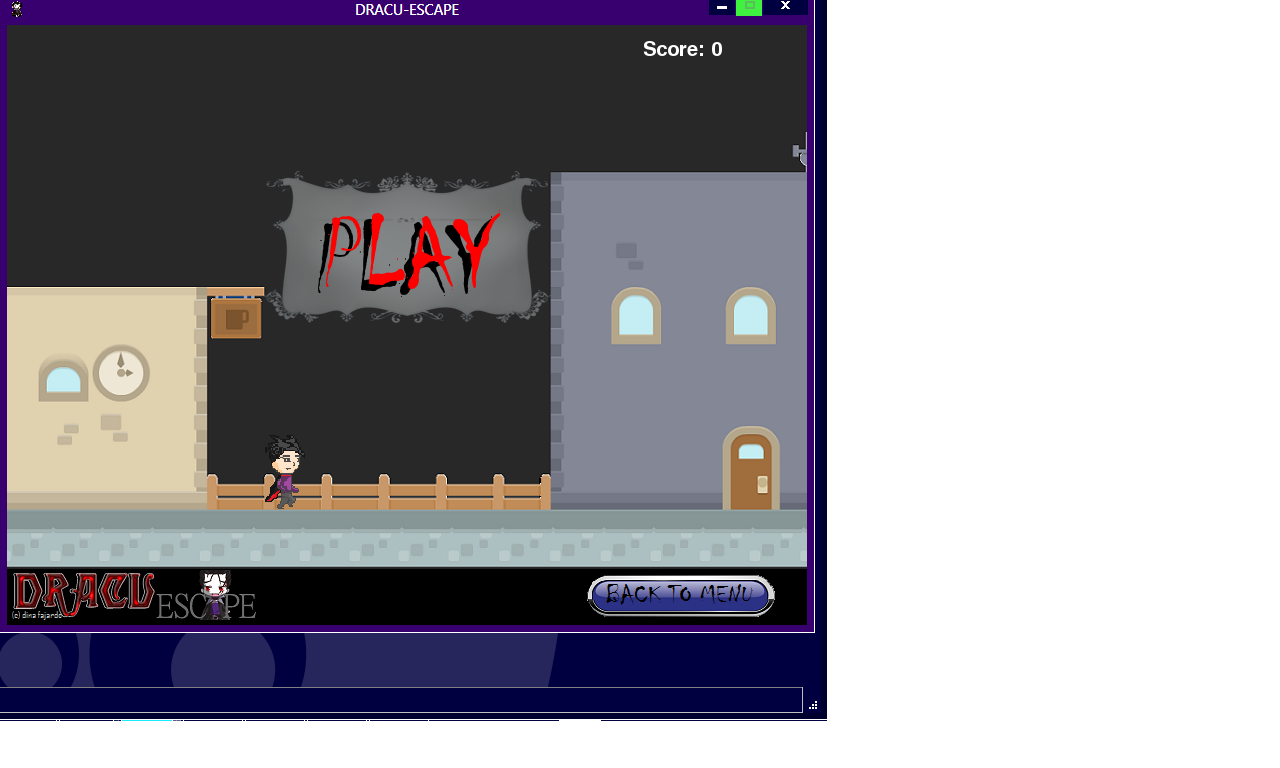 DRACU-ESCAPE
Score: 0
PLAY
DRACU
ESCAPE
BACK TO MENU
(c) dina fajardo